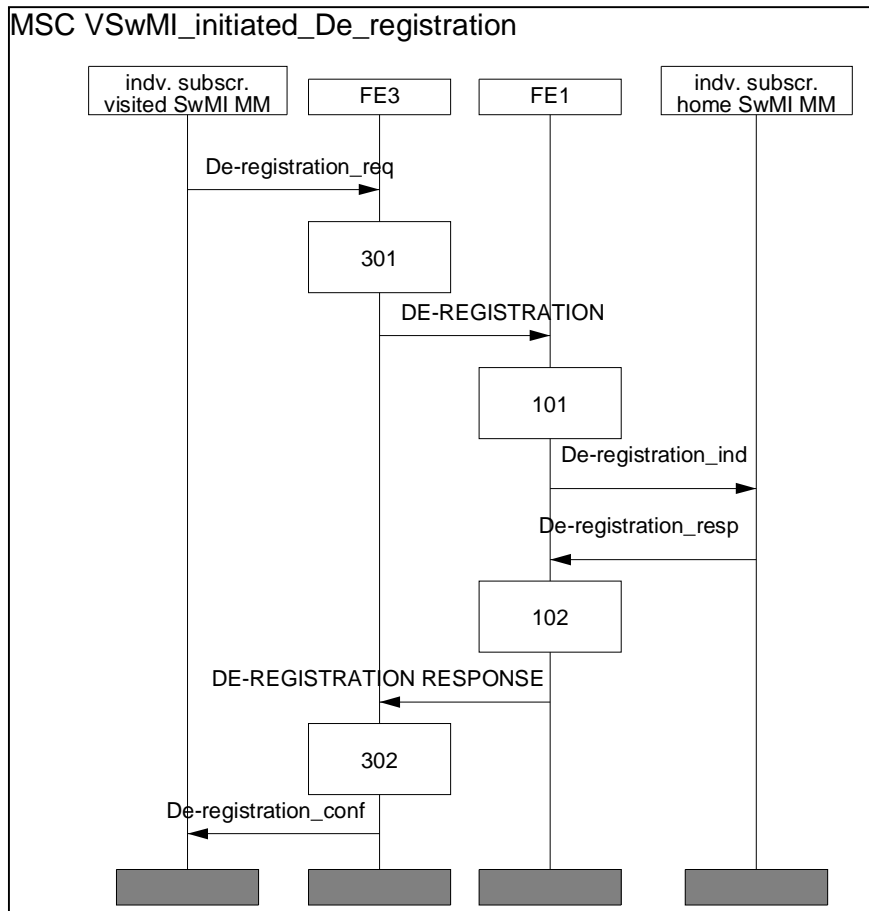 MSC VSwMI_initiated_De_registration
indv. subscr.
visited SwMI MM
FE3
FE1
indv. subscr.
home SwMI MM
De-registration_req
301
DE-REGISTRATION
101
De-registration_ind
De-registration_resp
102
DE-REGISTRATION RESPONSE
302
De-registration_conf